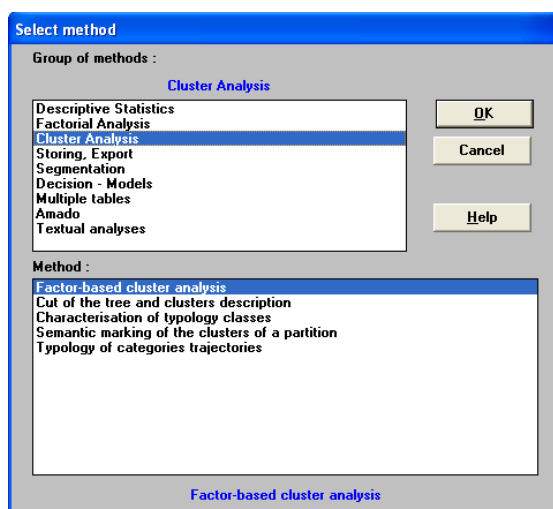 Select method
Group of methods :
Cluster Analysis
Descriptive Statistics
Factorial Analysis
Cluster Analysis
Storing, Export
Segmentation
Decision - Models
Multiple tables
Amado
Textual analyses
OK
Cancel
Help
Method :
Factor-based cluster analysis
Cut of the tree and clusters description
Characterisation of typology classes
Semantic marking of the clusters of a partition
Typology of categories trajectories
Factor-based cluster analysis